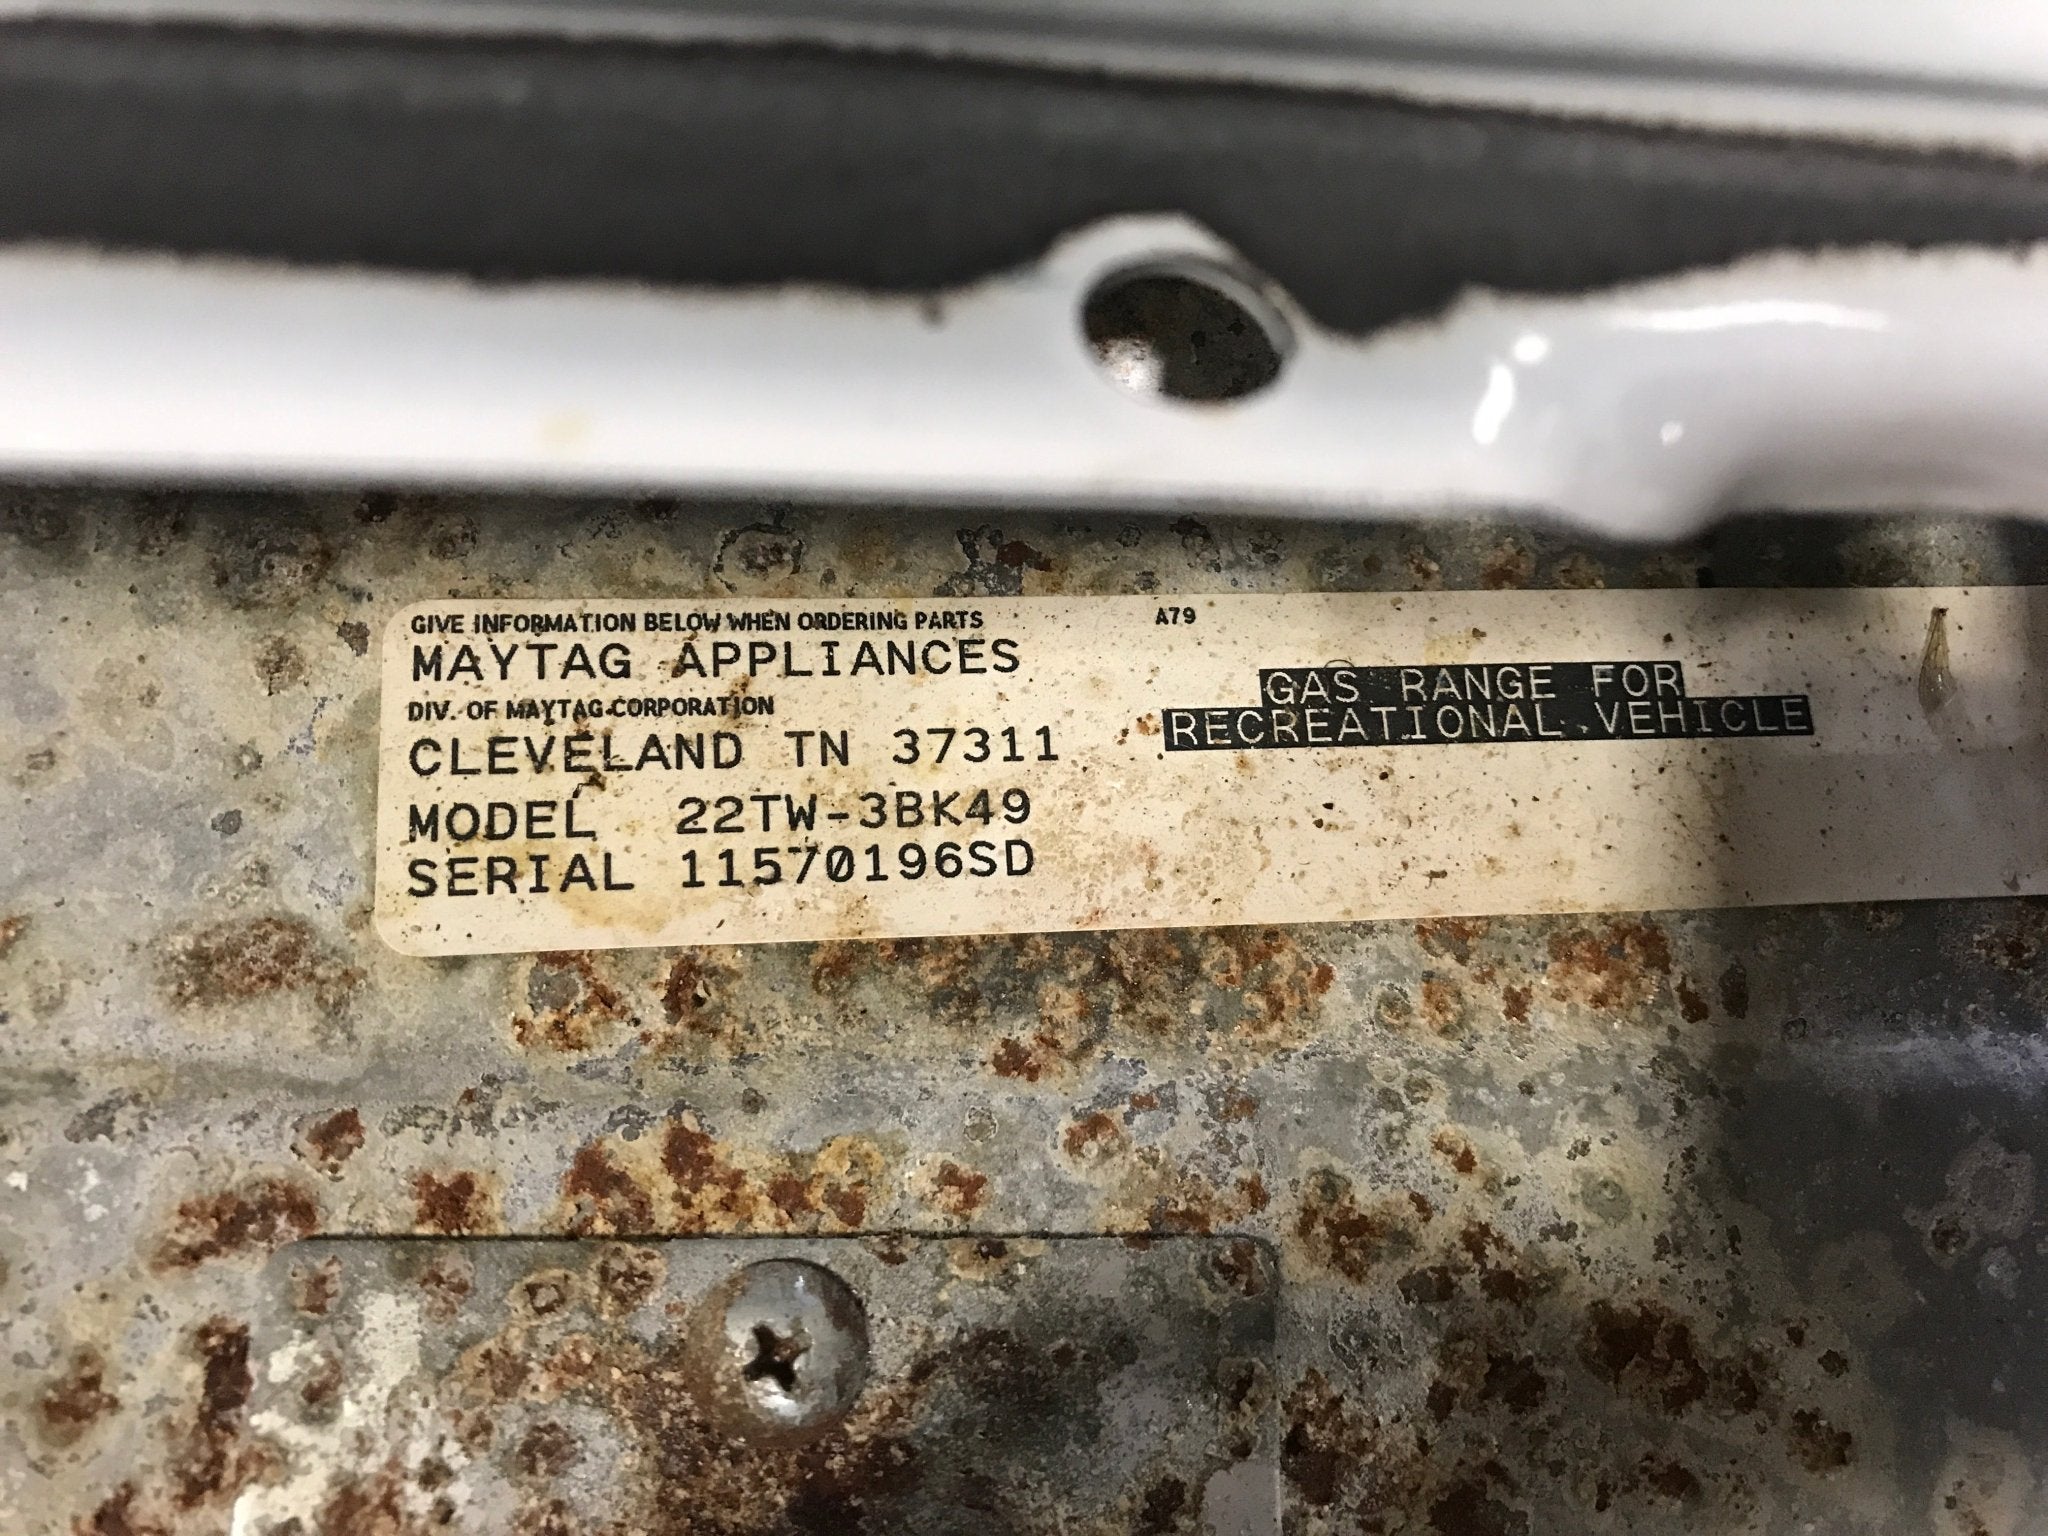 GIVE INFORMATION BELOW WHEN ORDERING PARTS
A79
MAYTAG APPLIANCES
DIV. OF MAYTAG CORPORATION
CLEVELAND TN 37311
MODEL 22TW-3BK49
SERIAL 11570196SD
GAS RANGE FOR
RECREATIONAL VEHICLE